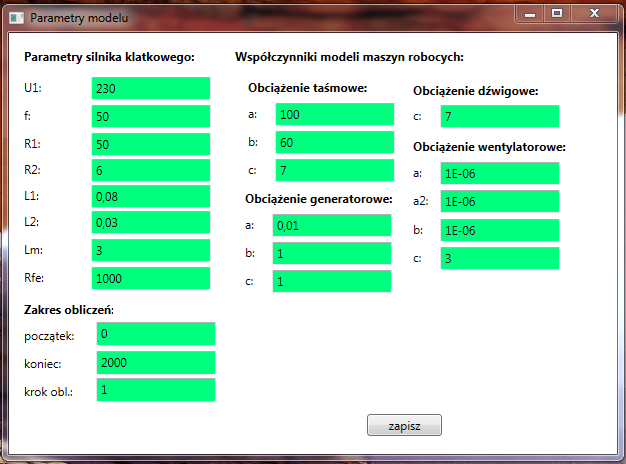 Parametry modelu
Parametry silnika klatkowego:
U1: 230
f: 50
R1: 50
R2: 6
L1: 0,08
L2: 0,03
Lm: 3
Rfe: 1000
Zakres obliczeń:
początek: 0
koniec: 2000
krok obl.: 1
Współczynniki modeli maszyn robocych:
Obciążenie taśmowe:
a: 100
b: 60
c: 7
Obciążenie generatorowe:
a: 0,01
b: 1
c: 1
Obciążenie dźwigowe:
c: 7
Obciążenie wentylatorowe:
a: 1E-06
a2: 1E-06
b: 1E-06
c: 3
zapisz